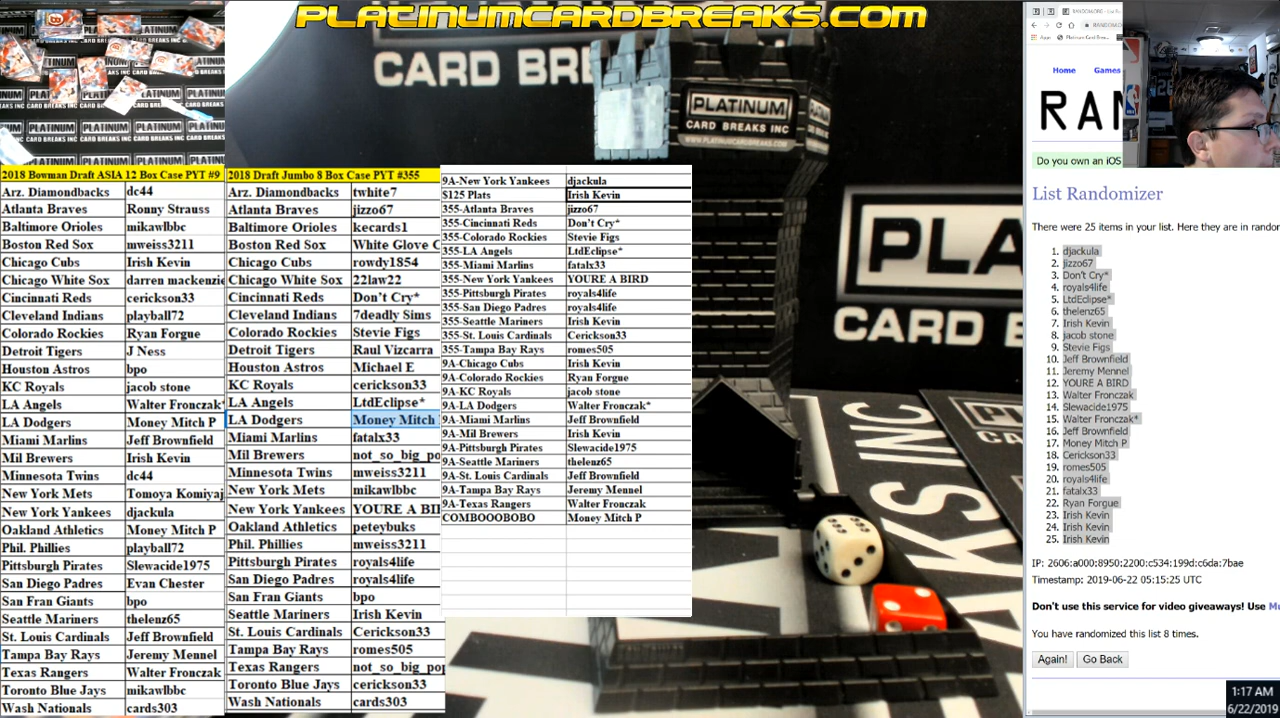 PLATINUMCARDBREAKS.COM
CARD BRE
PLATINUM
CARD BREAKS INC
WWW.PLATINUMCARDBREAKS.COM
PLA
CARD B
KS INC
2018 Bowman Draft ASIA 12 Box Case PYT #9
Arz. Diamondbacks dc44
Atlanta Braves Ronny Strauss
Baltimore Orioles mikawlbbc
Boston Red Sox mweiss3211
Chicago Cubs Irish Kevin
Chicago White Sox darren mackenzie
Cincinnati Reds cerickson33
Cleveland Indians playball72
Colorado Rockies Ryan Forgue
Detroit Tigers J Ness
Houston Astros bpo
KC Royals jacob stone
LA Angels Walter Fronczak*
LA Dodgers Money Mitch P
Miami Marlins Jeff Brownfield
Mil Brewers Irish Kevin
Minnesota Twins dc44
New York Mets Tomoya Komiyaj
New York Yankees djackula
Oakland Athletics Money Mitch P
Phil. Phillies playball72
Pittsburgh Pirates Slewacide1975
San Diego Padres Evan Chester
San Fran Giants bpo
Seattle Mariners thelenz65
St. Louis Cardinals Jeff Brownfield
Tampa Bay Rays Jeremy Mennel
Texas Rangers Walter Fronczak
Toronto Blue Jays mikawlbbc
Wash Nationals cards303
2018 Draft Jumbo 8 Box Case PYT #355
Arz. Diamondbacks twhite7
Atlanta Braves jizzo67
Baltimore Orioles kecards1
Boston Red Sox White Glove C
Chicago Cubs rowdy1854
Chicago White Sox 22law22
Cincinnati Reds Don't Cry*
Cleveland Indians 7deadly Sims
Colorado Rockies Stevie Figs
Detroit Tigers Raul Vizcarra
Houston Astros Michael E
KC Royals cerickson33
LA Angels LtdEclipse*
LA Dodgers Money Mitch
Miami Marlins fatalx33
Mil Brewers not_so_big_po
Minnesota Twins mweiss3211
New York Mets mikawlbbc
New York Yankees YOURE A BI
Oakland Athletics peteybuks
Phil. Phillies mweiss3211
Pittsburgh Pirates royals4life
San Diego Padres royals4life
San Fran Giants bpo
Seattle Mariners Irish Kevin
St. Louis Cardinals Cerickson33
Tampa Bay Rays romes505
Texas Rangers not_so_big_pop
Toronto Blue Jays cerickson33
Wash Nationals cards303
9A-New York Yankees djackula
S125 Plats Irish Kevin
355-Atlanta Braves jizzo67
355-Cincinnati Reds Don't Cry*
355-Colorado Rockies Stevie Figs
355-LA Angels LtdEclipse*
355-Miami Marlins fatalx33
355-New York Yankees YOURE A BIRD
355-Pittsburgh Pirates royals4life
355-San Diego Padres royals4life
355-Seattle Mariners Irish Kevin
355-St. Louis Cardinals Cerickson33
355-Tampa Bay Rays romes505
9A-Chicago Cubs Irish Kevin
9A-Colorado Rockies Ryan Forgue
9A-KC Royals jacob stone
9A-LA Dodgers Walter Fronczak*
9A-Miami Marlins Jeff Brownfield
9A-Mil Brewers Irish Kevin
9A-Pittsburgh Pirates Slewacide1975
9A-Seattle Mariners thelenz65
9A-St. Louis Cardinals Jeff Brownfield
9A-Tampa Bay Rays Jeremy Mennel
9A-Texas Rangers Walter Fronczak
COMBOOOBOBO Money Mitch P
Home Games
RAN
Do you own an iOS
List Randomizer
There were 25 items in your list. Here they are in random
1. djackula
2. jizzo67
3. Don't Cry*
4. royals4life
5. LtdEclipse*
6. thelenz65
7. Irish Kevin
8. jacob stone
9. Stevie Figs
10. Jeff Brownfield
11. Jeremy Mennel
12. YOURE A BIRD
13. Walter Fronczak
14. Slewacide1975
15. Walter Fronczak*
16. Jeff Brownfield
17. Money Mitch P
18. Cerickson33
19. romes505
20. royals4life
21. fatalx33
22. Ryan Forgue
23. Irish Kevin
24. Irish Kevin
25. Irish Kevin
IP: 2606:a000:8950:2200:c534:199d:c6da:7bae
Timestamp: 2019-06-22 05:15:25 UTC
Don't use this service for video giveaways! Use Mu
You have randomized this list 8 times.
Again! Go Back
1:17 AM
6/22/2019